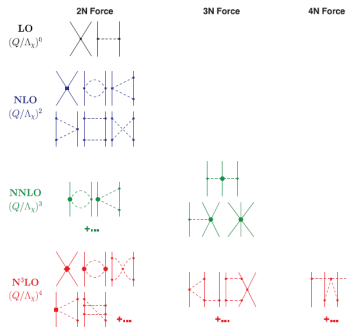 2N Force
3N Force
4N Force
LO
(Q/Λχ)⁰
NLO
(Q/Λχ)²
NNLO
(Q/Λχ)³
+...
N³LO
(Q/Λχ)⁴
+...
+...
+...